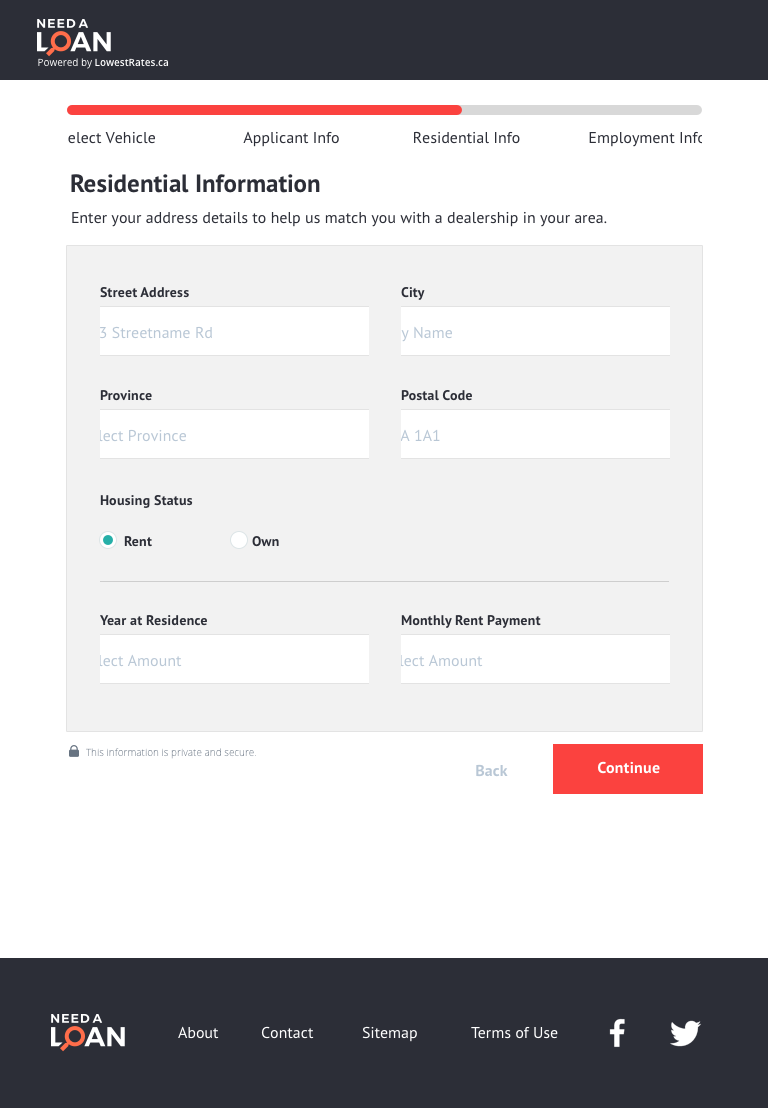 NEED A
LOAN
Powered by LowestRates.ca
elect Vehicle Applicant Info Residential Info Employment Info
Residential Information
Enter your address details to help us match you with a dealership in your area.
Street Address City
3 Streetname Rd y Name
Province Postal Code
lect Province A 1A1
Housing Status
Rent Own
Year at Residence Monthly Rent Payment
lect Amount lect Amount
This information is private and secure.
Back Continue
NEED A
LOAN
About Contact Sitemap Terms of Use